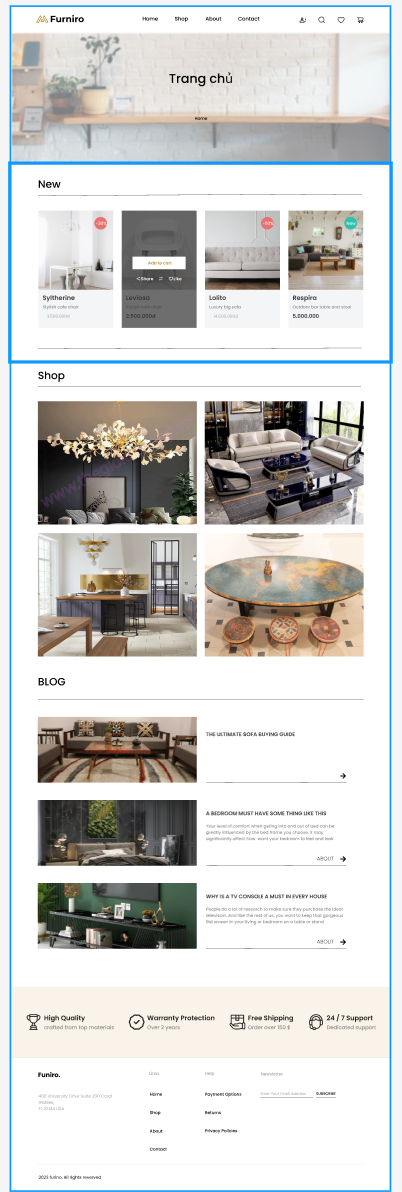 Furniro
Home Shop About Contact
Trang chủ
Home
New
-30%
-50%
New
Add to cart
Share
Like
Syltherine
Stylish cafe chair
Leviosa
Stylish cafe chair
2.500.000đ
Lolito
Luxury big sofa
Respira
Outdoor bar table and stool
5.000.000
Shop
BLOG
THE ULTIMATE SOFA BUYING GUIDE
A BEDROOM MUST HAVE SOME THING LIKE THIS
Your level of comfort when getting into and out of bed can be
greatly influenced by the bed frame you choose. It may
significantly affect how
your bedroom to feel and look
ABOUT
WHY IS A TV CONSOLE A MUST IN EVERY HOUSE
People do a lot of research to make sure they purchase the ideal
television. And like the rest of us, you want to keep that gorgeous
flat screen in your living or bedroom on a table or stand
ABOUT
High Quality
crafted from top materials
Warranty Protection
Over 2 years
Free Shipping
Order over 150 $
24 / 7 Support
Dedicated support
Funiro.
400 University Drive Suite 200 Coral
Gables,
FL 33134 USA
Links
Home
Shop
About
Contact
Help
Payment Options
Returns
Privacy Policies
Newsletter
Enter Your Email Address SUBSCRIBE
2023 furino. All rights reserved